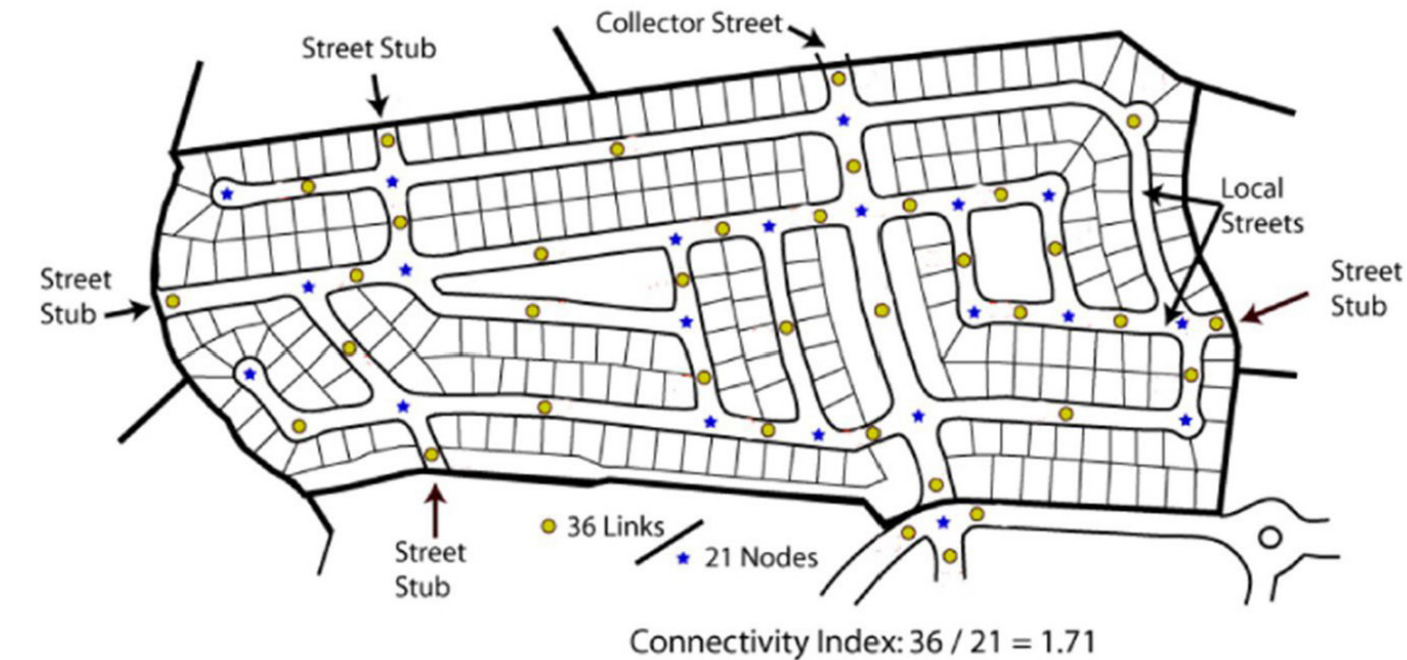 Collector Street
Street Stub
Local
Streets
Street
Stub
Street
Stub
36 Links
21 Nodes
Street
Stub
Connectivity Index: 36 / 21 = 1.71